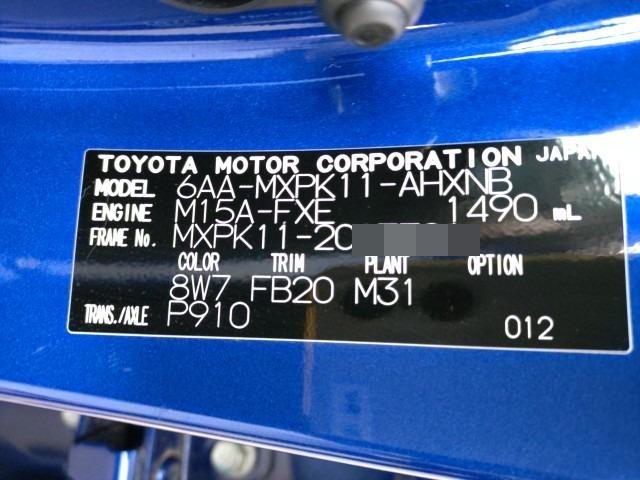 TOYOTA MOTOR CORPORATION JAPAN
MODEL 6AA-MXPK11-AHXNB
ENGINE M15A-FXE 1490 mL
FRAME No. MXPK11-20
COLOR TRIM PLANT OPTION
8W7 FB20 M31
TRANS./AXLE P910
012